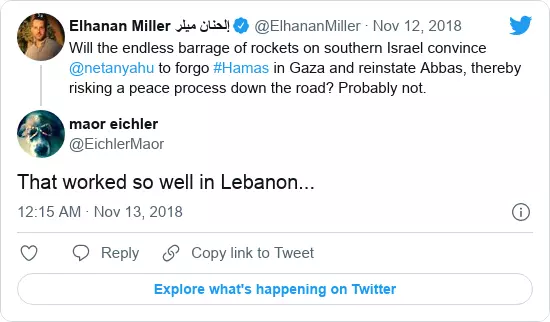 Elhanan Miller إلحنان ميلر @ElhananMiller · Nov 12, 2018
Will the endless barrage of rockets on southern Israel convince
@netanyahu to forgo #Hamas in Gaza and reinstate Abbas, thereby
risking a peace process down the road? Probably not.
maor eichler
@EichlerMaor
That worked so well in Lebanon...
12:15 AM · Nov 13, 2018
Reply
Copy link to Tweet
Explore what's happening on Twitter